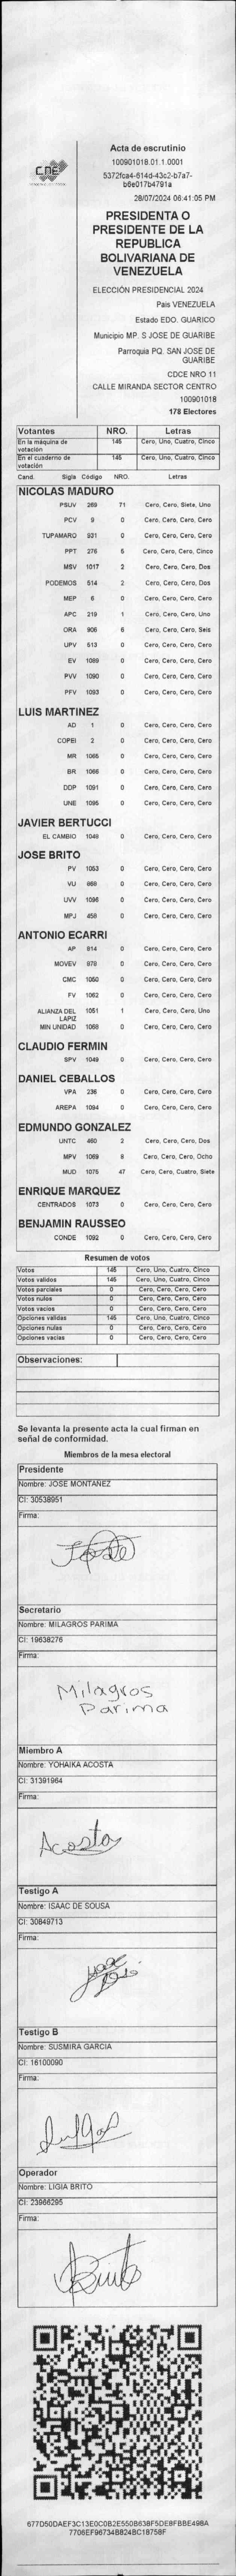 CNE
Acta de escrutinio
100901018.01.1.0001
5372fca4-614d-43c2-b7a7-
b6e017b4791a
28/07/2024 06:41:05 PM
PRESIDENTA O
PRESIDENTE DE LA
REPUBLICA
BOLIVARIANA DE
VENEZUELA
ELECCIÓN PRESIDENCIAL 2024
Pais VENEZUELA
Estado EDO. GUARICO
Municipio MP. S JOSE DE GUARIBE
Parroquia PQ. SAN JOSE DE
GUARIBE
CDCE NRO 11
CALLE MIRANDA SECTOR CENTRO
100901018
178 Electores
Votantes NRO. Letras
En la máquina de votación 145 Cero, Uno, Cuatro, Cinco
En el cuaderno de votación 145 Cero, Uno, Cuatro, Cinco
Cand. Sigla Código NRO. Letras
NICOLAS MADURO
PSUV 269 71 Cero, Cero, Siete, Uno
PCV 9 0 Cero, Cero, Cero, Cero
TUPAMARO 931 0 Cero, Cero, Cero, Cero
PPT 276 5 Cero, Cero, Cero, Cinco
MSV 1017 2 Cero, Cero, Cero, Dos
PODEMOS 514 2 Cero, Cero, Cero, Dos
MEP 6 0 Cero, Cero, Cero, Cero
APC 219 1 Cero, Cero, Cero, Uno
ORA 906 6 Cero, Cero, Cero, Seis
UPV 513 0 Cero, Cero, Cero, Cero
EV 1089 0 Cero, Cero, Cero, Cero
PVV 1090 0 Cero, Cero, Cero, Cero
PFV 1093 0 Cero, Cero, Cero, Cero
LUIS MARTINEZ
AD 1 0 Cero, Cero, Cero, Cero
COPEI 2 0 Cero, Cero, Cero, Cero
MR 1065 0 Cero, Cero, Cero, Cero
BR 1066 0 Cero, Cero, Cero, Cero
DDP 1091 0 Cero, Cero, Cero, Cero
UNE 1095 0 Cero, Cero, Cero, Cero
JAVIER BERTUCCI
EL CAMBIO 1048 0 Cero, Cero, Cero, Cero
JOSE BRITO
PV 1053 0 Cero, Cero, Cero, Cero
VU 868 0 Cero, Cero, Cero, Cero
UVV 1096 0 Cero, Cero, Cero, Cero
MPJ 458 0 Cero, Cero, Cero, Cero
ANTONIO ECARRI
AP 814 0 Cero, Cero, Cero, Cero
MOVEV 978 0 Cero, Cero, Cero, Cero
CMC 1050 0 Cero, Cero, Cero, Cero
FV 1062 0 Cero, Cero, Cero, Cero
ALIANZA DEL LAPIZ 1051 1 Cero, Cero, Cero, Uno
MIN UNIDAD 1068 0 Cero, Cero, Cero, Cero
CLAUDIO FERMIN
SPV 1049 0 Cero, Cero, Cero, Cero
DANIEL CEBALLOS
VPA 236 0 Cero, Cero, Cero, Cero
AREPA 1094 0 Cero, Cero, Cero, Cero
EDMUNDO GONZALEZ
UNTC 460 2 Cero, Cero, Cero, Dos
MPV 1069 8 Cero, Cero, Cero, Ocho
MUD 1075 47 Cero, Cero, Cuatro, Siete
ENRIQUE MARQUEZ
CENTRADOS 1073 0 Cero, Cero, Cero, Cero
BENJAMIN RAUSSEO
CONDE 1092 0 Cero, Cero, Cero, Cero
Resumen de votos
Votos 145 Cero, Uno, Cuatro, Cinco
Votos validos 145 Cero, Uno, Cuatro, Cinco
Votos parciales 0 Cero, Cero, Cero, Cero
Votos nulos 0 Cero, Cero, Cero, Cero
Votos vacios 0 Cero, Cero, Cero, Cero
Opciones validas 145 Cero, Uno, Cuatro, Cinco
Opciones nulas 0 Cero, Cero, Cero, Cero
Opciones vacias 0 Cero, Cero, Cero, Cero
Observaciones:
Se levanta la presente acta la cual firman en
señal de conformidad.
Miembros de la mesa electoral
Presidente
Nombre: JOSE MONTANEZ
CI: 30538951
Firma:
Secretario
Nombre: MILAGROS PARIMA
CI: 19638276
Firma:
Milagros
Parima
Miembro A
Nombre: YOHAIKA ACOSTA
CI: 31391964
Firma:
Acosta
Testigo A
Nombre: ISAAC DE SOUSA
CI: 30849713
Firma:
Testigo B
Nombre: SUSMIRA GARCIA
CI: 16100090
Firma:
Operador
Nombre: LIGIA BRITO
CI: 23966295
Firma:
677D50DAEF3C13E0C0B2E550B638F5DE8FBBE498A
7706EF96734B824BC18758F